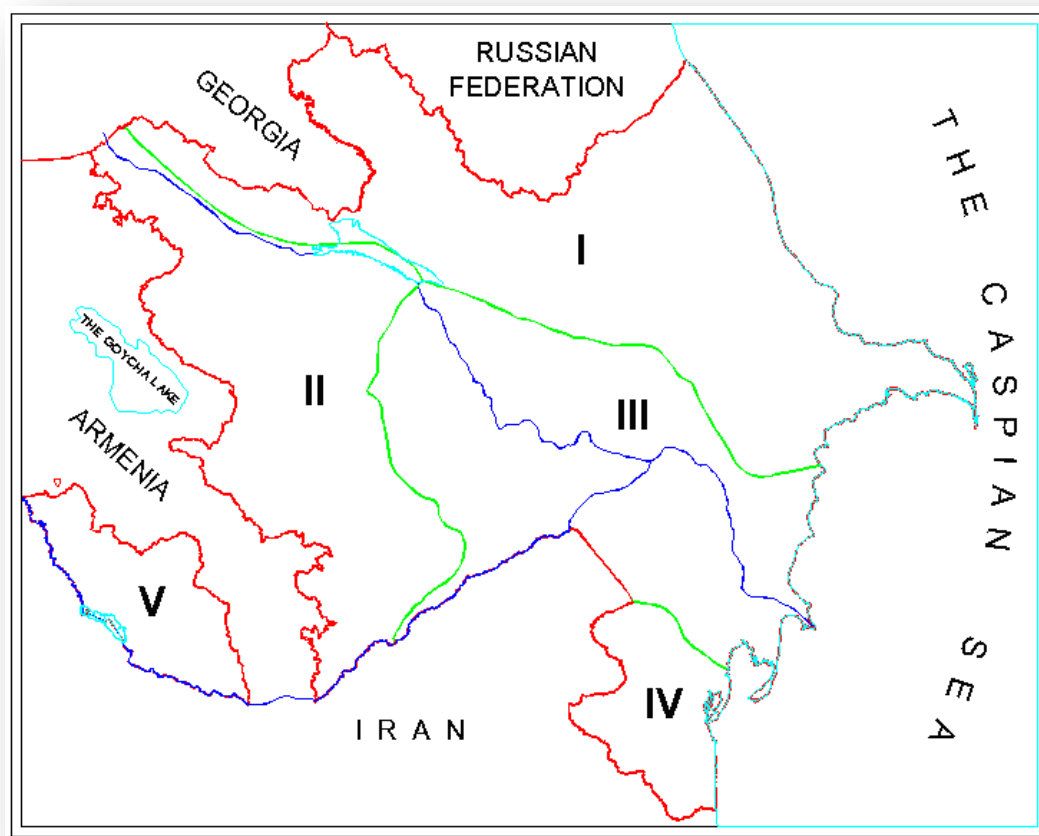 RUSSIAN
FEDERATION
GEORGIA
THE CASPIAN SEA
I
THE GOYCHA LAKE
II
III
ARMENIA
V
IV
IRAN